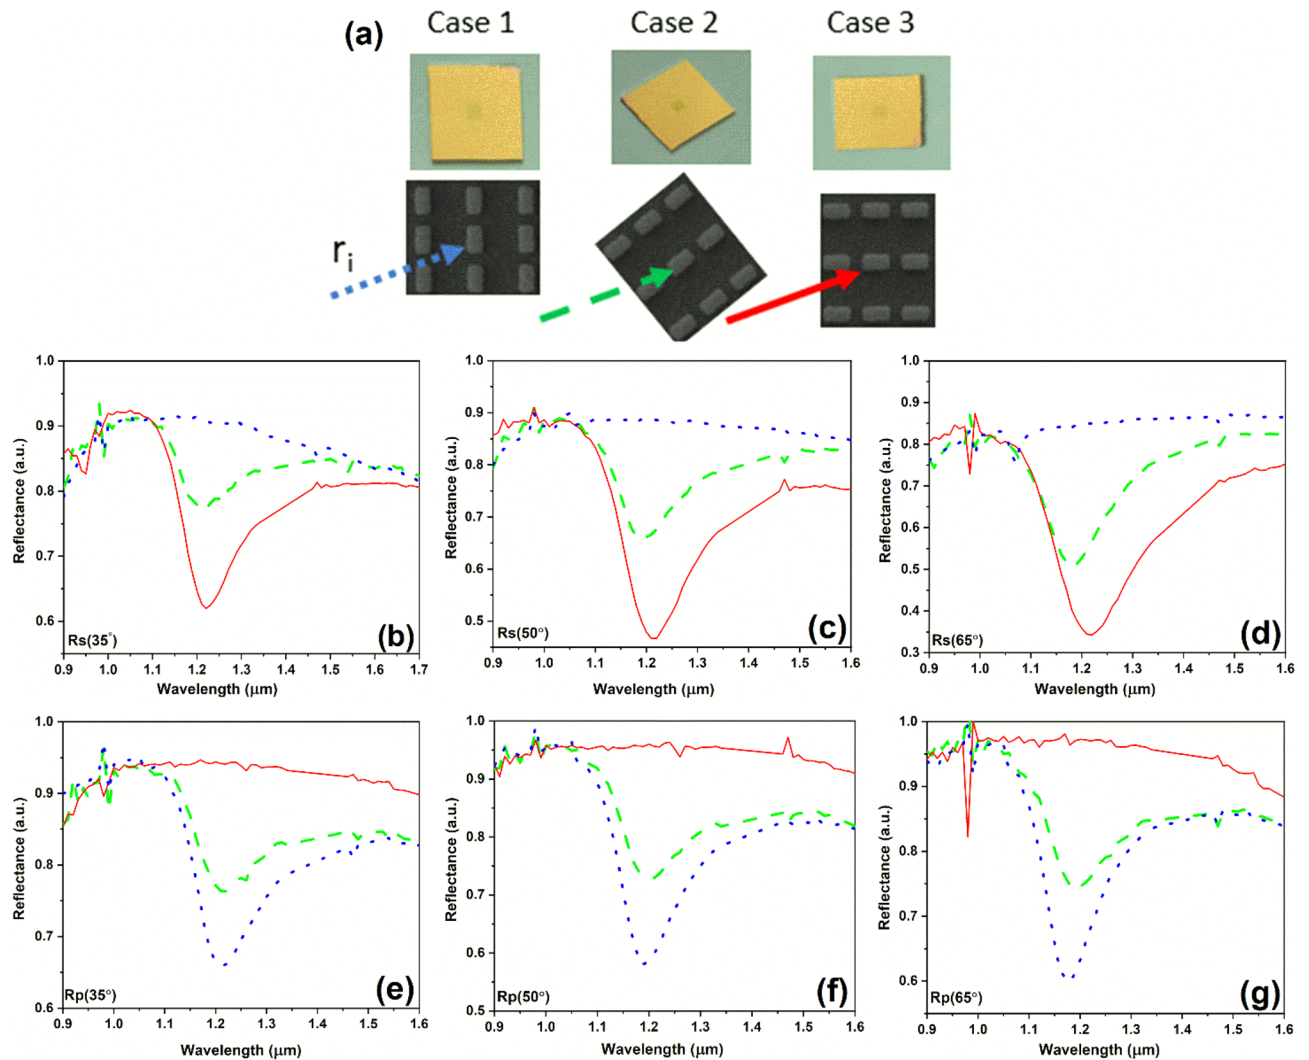 (a) Case 1 Case 2 Case 3
r i
1.0 0.9 0.8 0.7 0.6
Reflectance (a.u.)
Rs(35°) (b)
0.9 1.0 1.1 1.2 1.3 1.4 1.5 1.6 1.7
Wavelength (μm)
1.0 0.9 0.8 0.7 0.6 0.5
Reflectance (a.u.)
Rs(50°) (c)
0.9 1.0 1.1 1.2 1.3 1.4 1.5 1.6
Wavelength (μm)
1.0 0.9 0.8 0.7 0.6 0.5 0.4 0.3
Reflectance (a.u.)
Rs(65°) (d)
0.9 1.0 1.1 1.2 1.3 1.4 1.5 1.6
Wavelength (μm)
1.0 0.9 0.8 0.7 0.6
Reflectance (a.u.)
Rp(35°) (e)
0.9 1.0 1.1 1.2 1.3 1.4 1.5 1.6
Wavelength (μm)
1.0 0.9 0.8 0.7 0.6 0.5
Reflectance (a.u.)
Rp(50°) (f)
0.9 1.0 1.1 1.2 1.3 1.4 1.5 1.6
Wavelength (μm)
1.0 0.9 0.8 0.7 0.6
Reflectance (a.u.)
Rp(65°) (g)
0.9 1.0 1.1 1.2 1.3 1.4 1.5 1.6
Wavelength (μm)